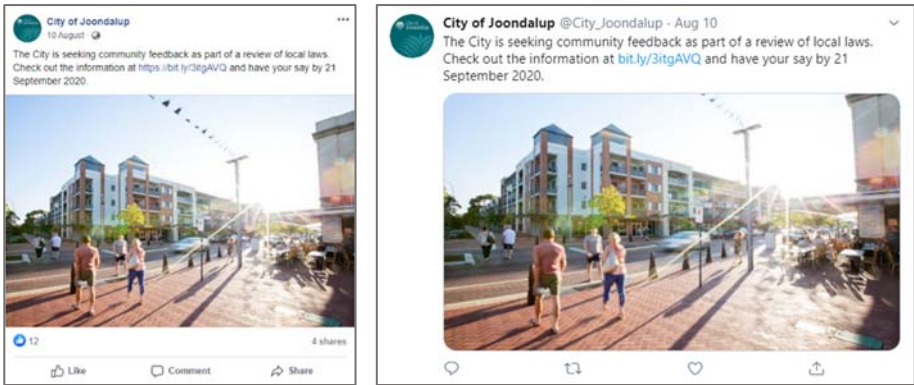 City of Joondalup
10 August ·
The City is seeking community feedback as part of a review of local laws.
Check out the information at https://bit.ly/3itgAVQ and have your say by 21
September 2020.
12
4 shares
Like
Comment
Share
City of Joondalup @City_Joondalup · Aug 10
The City is seeking community feedback as part of a review of local laws.
Check out the information at bit.ly/3itgAVQ and have your say by 21
September 2020.